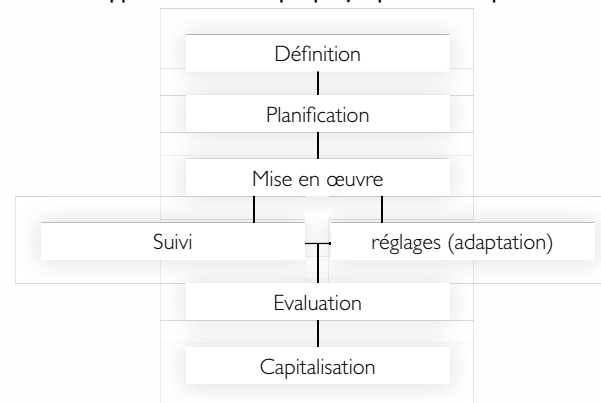 Définition
Planification
Mise en œuvre
Suivi
réglages (adaptation)
Evaluation
Capitalisation